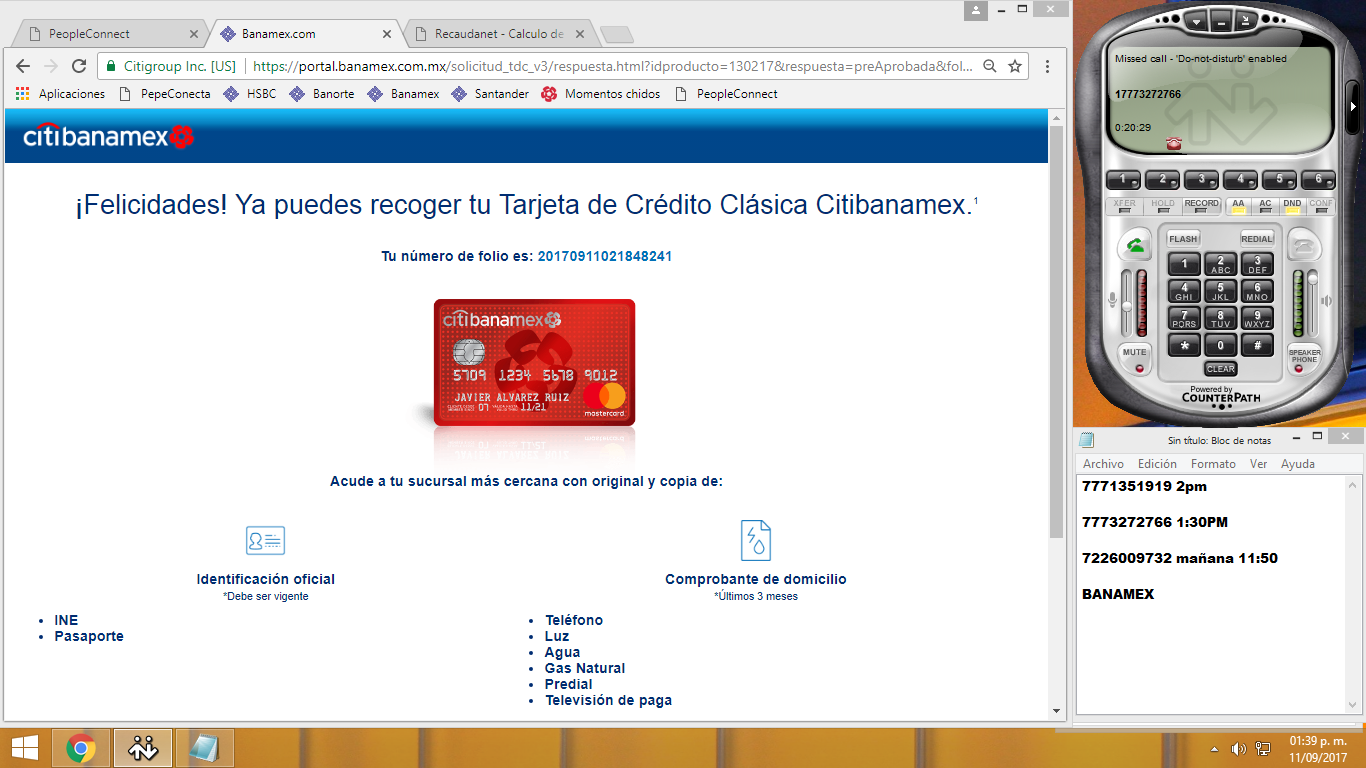 PeopleConnect
Banamex.com
Recaudanet - Calculo de
Citigroup Inc. [US]
https://portal.banamex.com.mx/solicitud_tdc_v3/respuesta.html?idproducto=130217&respuesta=preAprobada&fol...
Aplicaciones
PepeConecta
HSBC
Banorte
Banamex
Santander
Momentos chidos
PeopleConnect
citibanamex
¡Felicidades! Ya puedes recoger tu Tarjeta de Crédito Clásica Citibanamex.¹
Tu número de folio es: 20170911021848241
citibanamex
5709 1234 5678 9012
JAVIER ALVAREZ RUIZ
07 11/21
mastercard
Acude a tu sucursal más cercana con original y copia de:
Identificación oficial
*Debe ser vigente
INE
Pasaporte
Comprobante de domicilio
*Últimos 3 meses
Teléfono
Luz
Agua
Gas Natural
Predial
Televisión de paga
Missed call - 'Do-not-disturb' enabled
17773272766
0:20:29
1 2 3 4 5 6
XFER HOLD RECORD AA AC DND CONF
FLASH REDIAL
1 2 ABC 3 DEF
4 GHI 5 JKL 6 MNO
7 PQRS 8 TUV 9 WXYZ
* 0 #
MUTE
CLEAR
SPEAKER PHONE
Powered by
COUNTERPATH
Sin título: Bloc de notas
Archivo Edición Formato Ver Ayuda
7771351919 2pm
7773272766 1:30PM
7226009732 mañana 11:50
BANAMEX
01:39 p. m.
11/09/2017